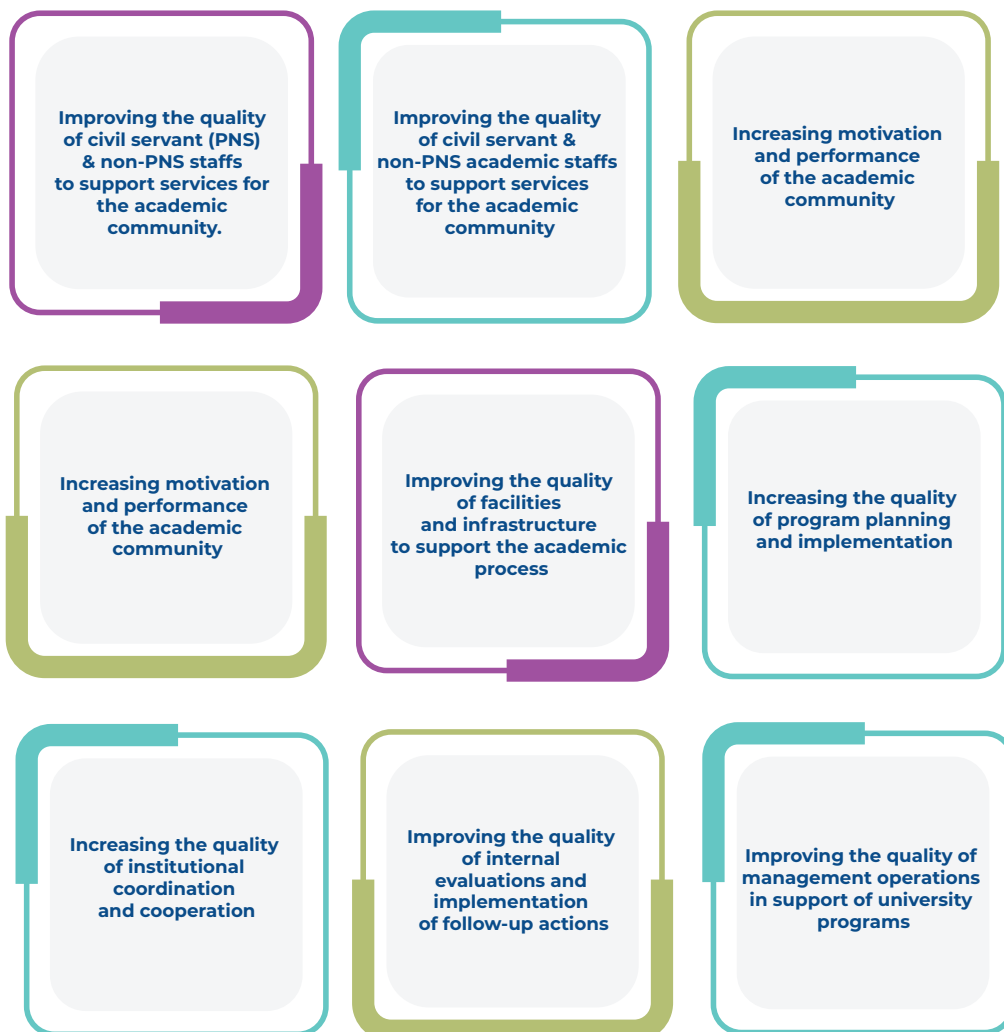 Improving the quality
of civil servant (PNS)
& non-PNS staffs
to support services for
the academic
community.
Improving the quality
of civil servant &
non-PNS academic staffs
to support services
for the academic
community
Increasing motivation
and performance
of the academic
community
Increasing motivation
and performance
of the academic
community
Improving the quality
of facilities
and infrastructure
to support the academic
process
Increasing the quality
of program planning
and implementation
Increasing the quality
of institutional
coordination
and cooperation
Improving the quality
of internal
evaluations and
implementation
of follow-up actions
Improving the quality of
management operations
in support of university
programs